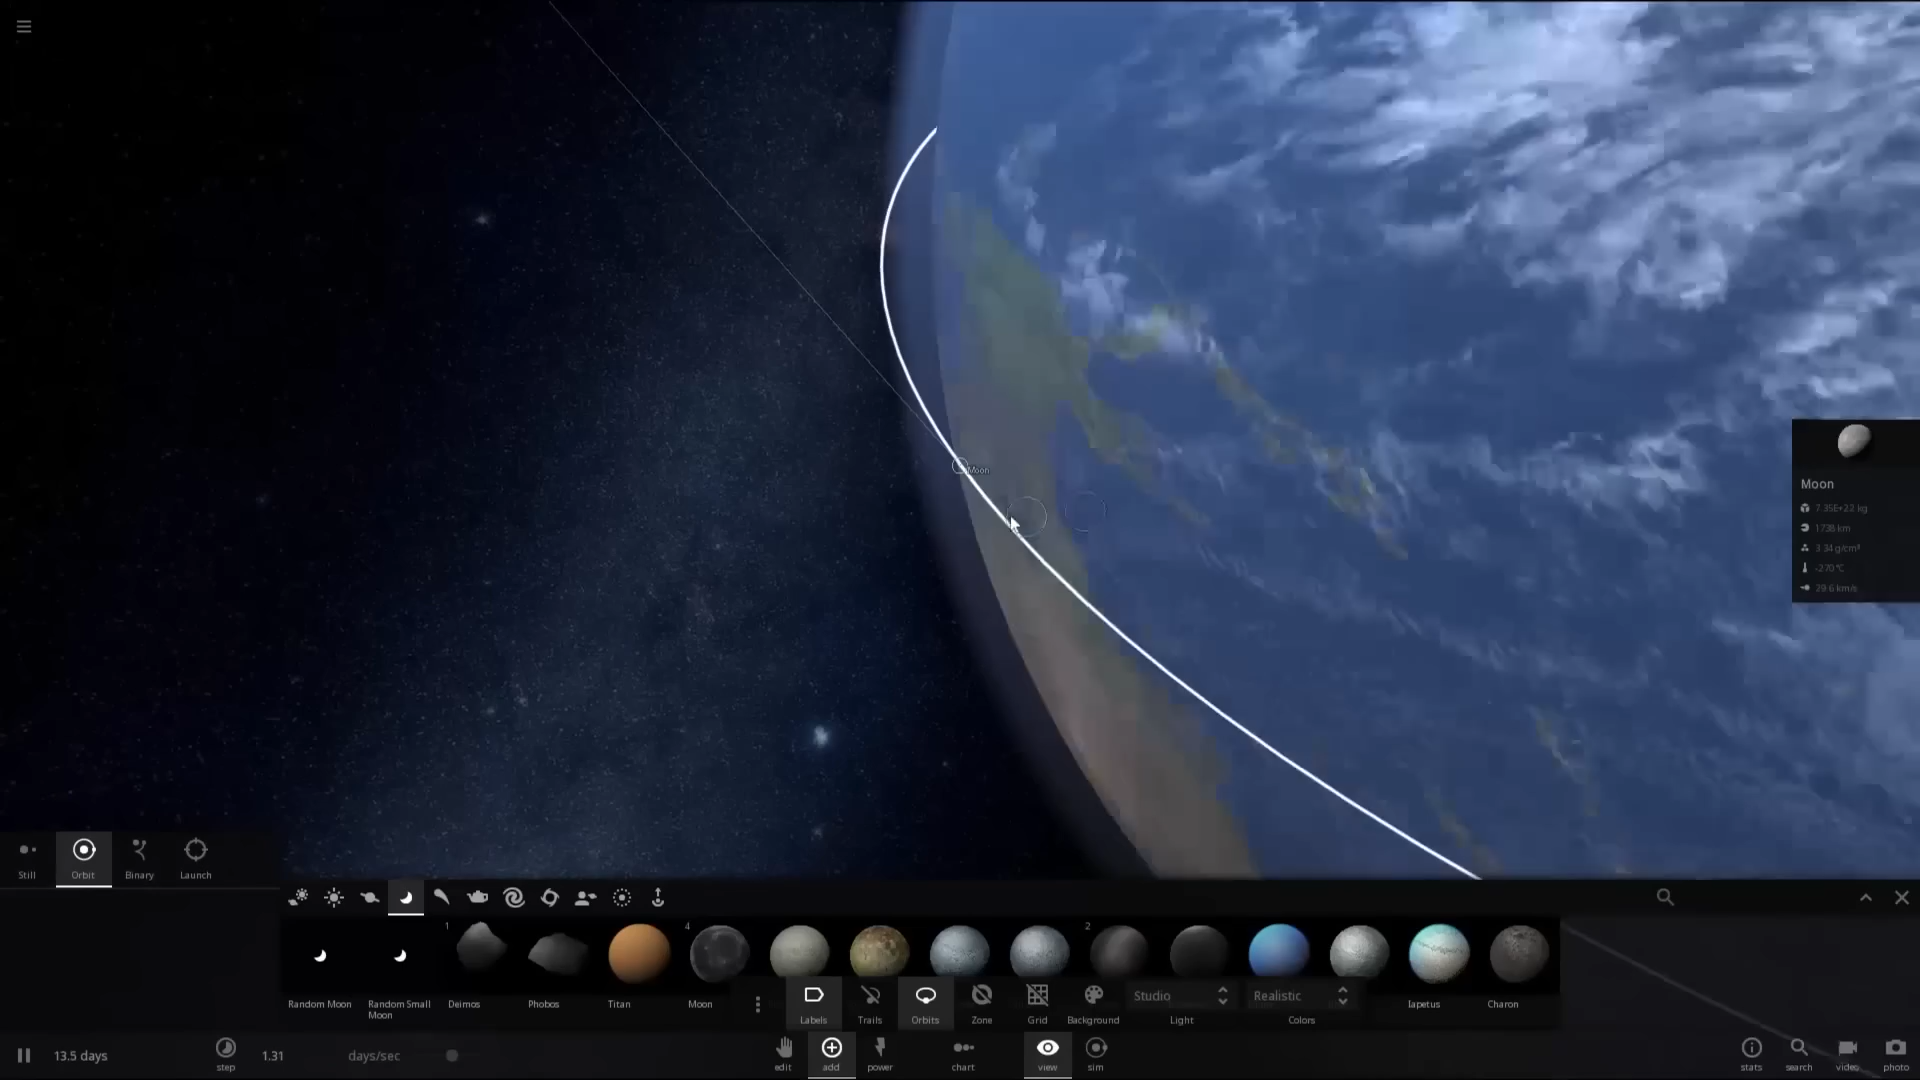 Moon
Moon
7.35E+22 kg
1738 km
3.34 g/cm³
-270 °C
29.6 km/s
Still
Orbit
Binary
Launch
1
4
2
Random Moon
Random Small
Moon
Deimos
Phobos
Titan
Moon
Iapetus
Charon
Labels
Trails
Orbits
Zone
Grid
Background
Studio
Light
Realistic
Colors
13.5 days
step
1.31
days/sec
edit
add
power
chart
view
sim
stats
search
video
photo